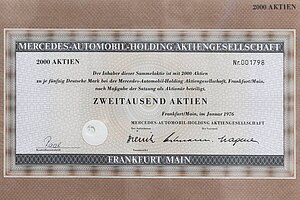 2000 AKTIEN
MERCEDES-AUTOMOBIL-HOLDING AKTIENGESELLSCHAFT
2000 AKTIEN Nr.001798
Der Inhaber dieser Sammelaktie ist mit 2000 Aktien
zu je fünfzig Deutsche Mark bei der Mercedes-Automobil-Holding Aktiengesellschaft, Frankfurt/Main,
nach Maßgabe der Satzung als Aktionär beteiligt.
ZWEITAUSEND AKTIEN
Frankfurt/Main, im Januar 1976
MERCEDES-AUTOMOBIL-HOLDING AKTIENGESELLSCHAFT
Der Vorstand
FRANKFURT/MAIN